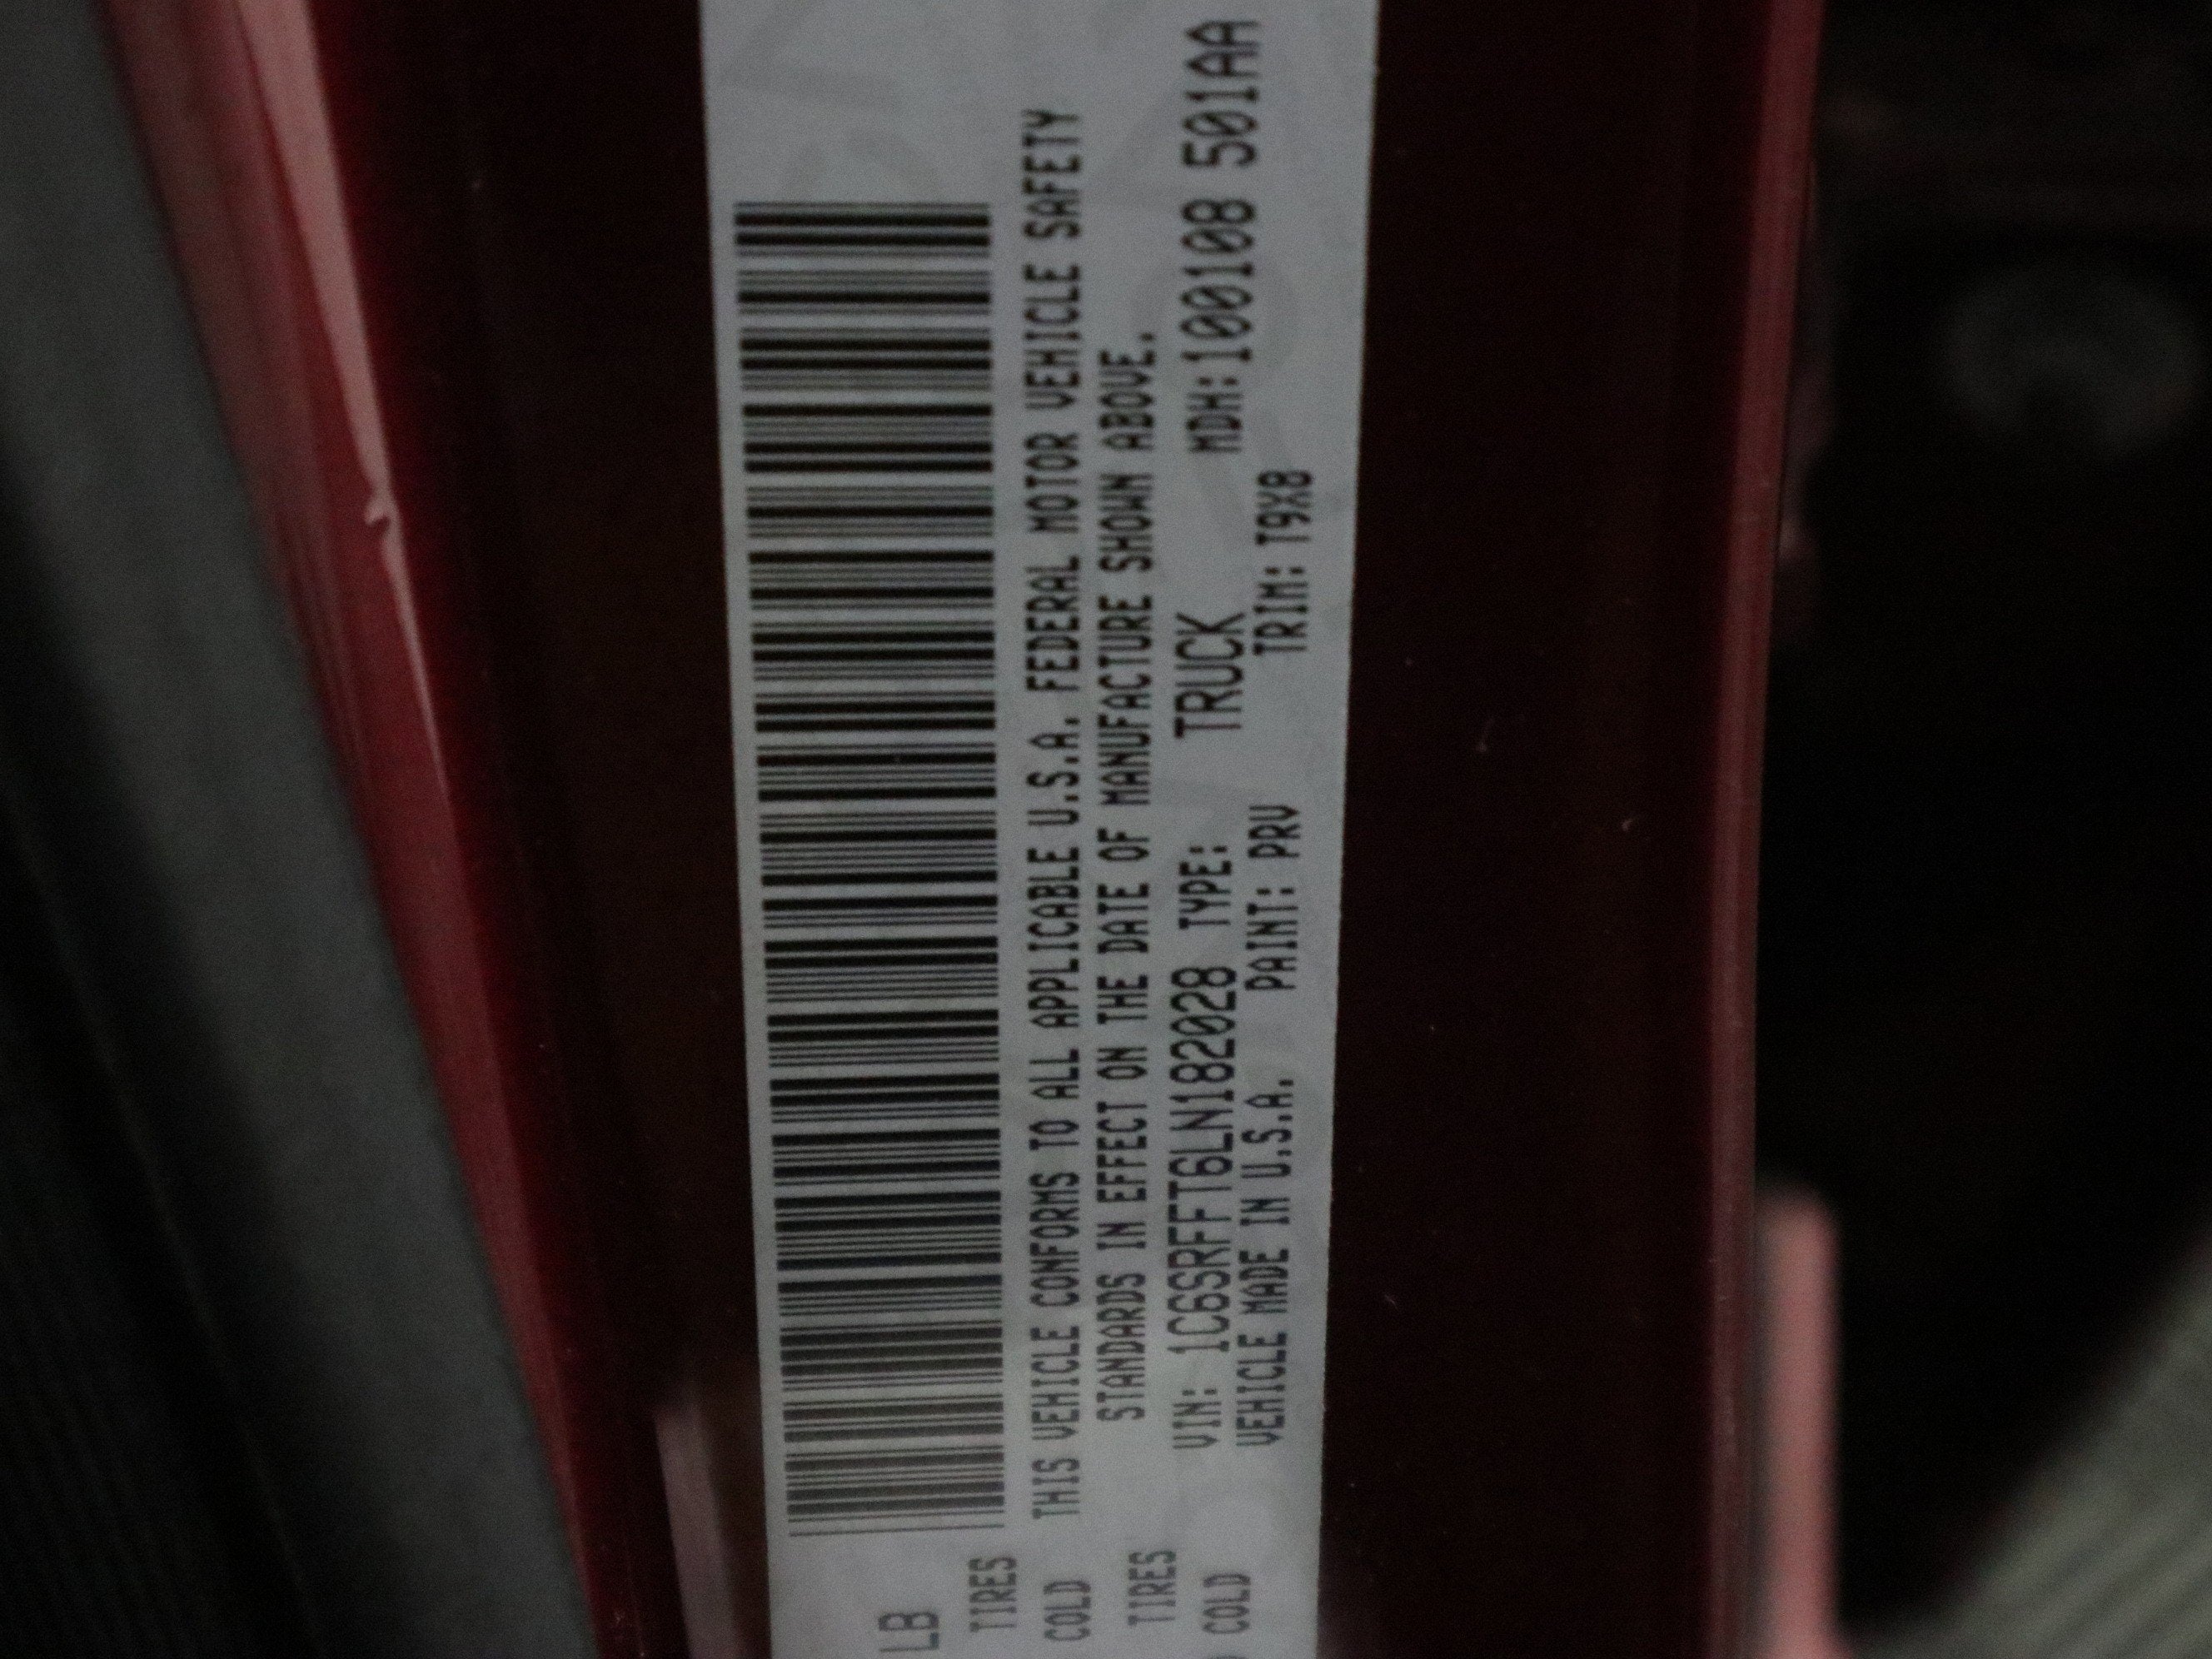 LB
TIRES
COLD
TIRES
COLD
THIS VEHICLE CONFORMS TO ALL APPLICABLE U.S.A. FEDERAL MOTOR VEHICLE SAFETY
STANDARDS IN EFFECT ON THE DATE OF MANUFACTURE SHOWN ABOVE.
VIN: 1C6SRFFT6LN182028 TYPE: TRUCK MDH:100108 501AA
VEHICLE MADE IN U.S.A. PAINT: PRV TRIM: T9X8